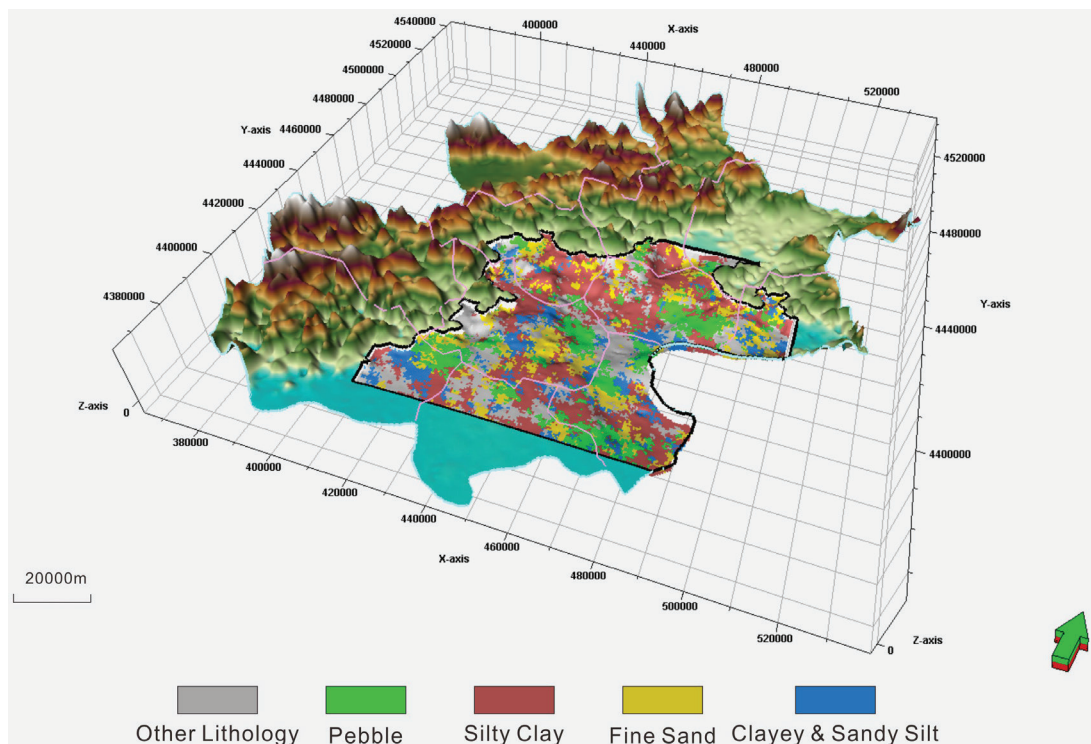 X-axis
400000
440000
480000
520000
4540000
4520000
4500000
4480000
4460000
4440000
4420000
4400000
4380000
Y-axis
4520000
4480000
4440000
4400000
Y-axis
Z-axis
0
380000
400000
420000
440000
460000
480000
500000
520000
X-axis
0
Z-axis
20000m
Other Lithology
Pebble
Silty Clay
Fine Sand
Clayey & Sandy Silt